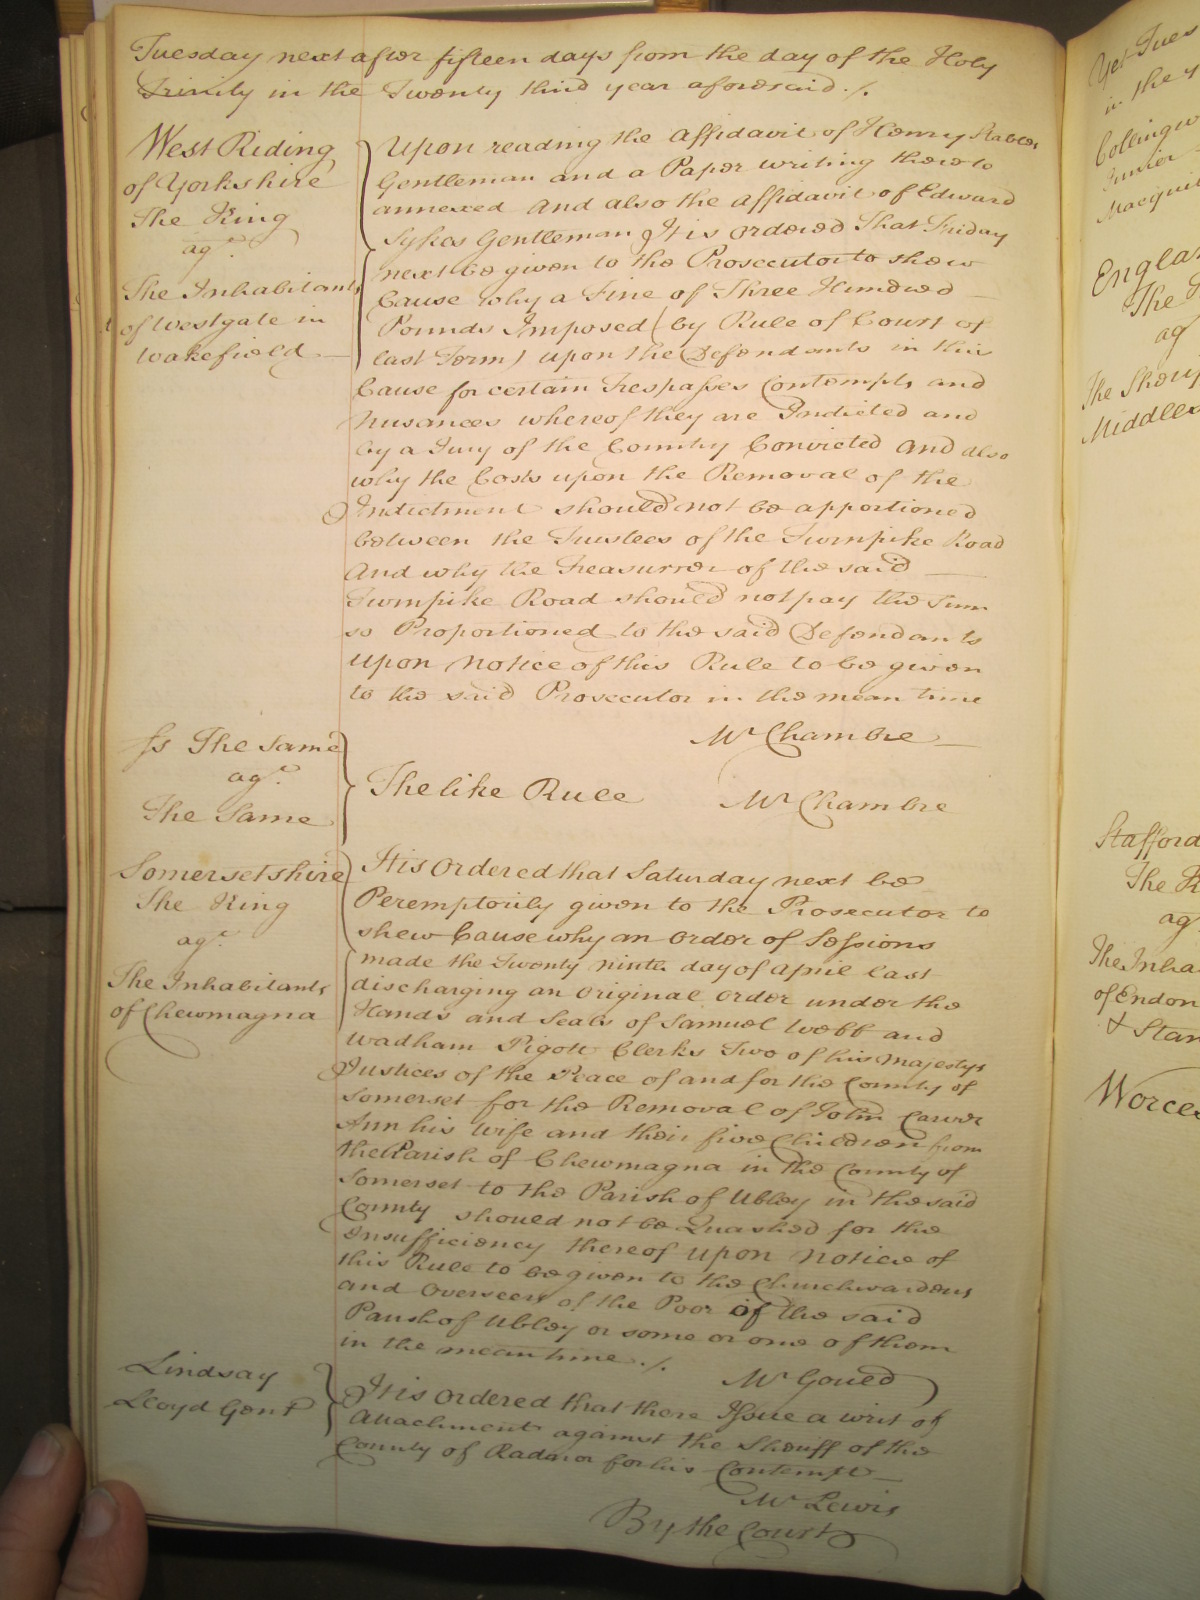 Tuesday next after fifteen days from the day of the Holy
Trinity in the Twenty third year aforesaid ./.
West Riding
of Yorkshire
The King
agt.
The Inhabitants
of Westgate in
Wakefield
Upon reading the Affidavit of Henry
Gentleman and a Paper writing thereto
annexed And also the Affidavit of Edward
Sykes Gentleman It is Ordered That Friday
next be given to the Prosecutor to shew
Cause why a Fine of Three Hundred
Pounds Imposed (by Rule of Court of
last Term) upon the Defendants in this
Cause for certain Trespasses Contempts and
Nusances whereof they are Indicted and
by a Jury of the Country Convicted And also
why the Costs upon the Removal of the
Indictment should not be apportioned
between the Trustees of the Turnpike Road
And why the Treasurer of the said
Turnpike Road should not pay the Sum
so Proportioned to the said Defendants
upon Notice of this Rule to be given
to the said Prosecutor in the mean time
Mr Chambre
The Same
agt.
The Same
The like Rule
Mr Chambre
Somersetshire
The King
agt.
The Inhabitants
of Chewmagna
It is Ordered that Saturday next be
Peremptorily given to the Prosecutor to
shew Cause why an Order of Sessions
made the Twenty ninth day of April last
discharging an Original Order under the
Hands and Seals of Samuel Webb and
Wadham Pigott Clerks Two of his Majestys
Justices of the Peace of and for the County of
Somerset for the Removal of John Carver
Ann his Wife and their five Children from
the Parish of Chewmagna in the County of
Somerset to the Parish of Ubley in the said
County should not be Quashed for the
Insufficiency thereof upon Notice of
this Rule to be given to the Churchwardens
and Overseers of the Poor of the said
Parish of Ubley or some or one of them
in the mean time ./.
Mr Gould
Lindsay
Lloyd Gent
It is Ordered that there Issue a writ of
Attachment against the Sheriff of the
County of Radnor for his Contempt
Mr Lewis
By the Court
in the
Junior
England
The
agt
The
Stafford
The
agt
The Inha
of Endon
& Stan